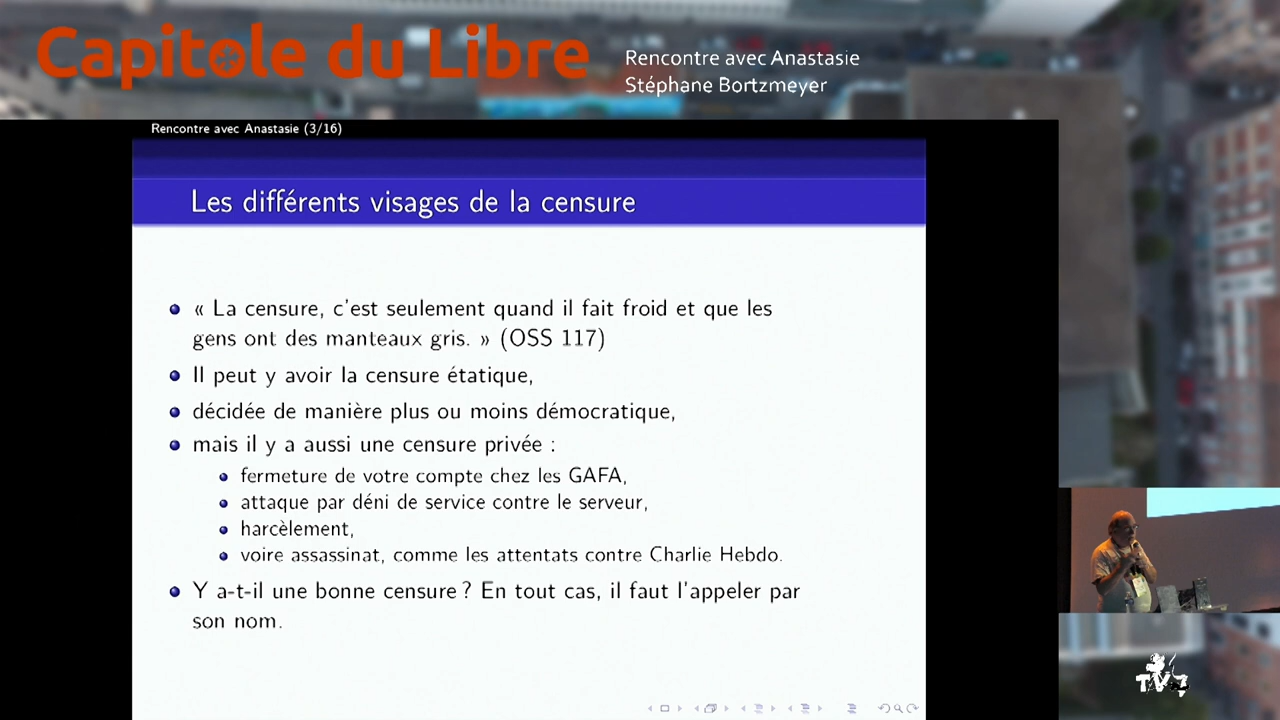 Capitole du Libre
Rencontre avec Anastasie
Stéphane Bortzmeyer
Rencontre avec Anastasie (3/16)
Les différents visages de la censure
« La censure, c'est seulement quand il fait froid et que les
gens ont des manteaux gris. » (OSS 117)
Il peut y avoir la censure étatique,
décidée de manière plus ou moins démocratique,
mais il y a aussi une censure privée :
fermeture de votre compte chez les GAFA,
attaque par déni de service contre le serveur,
harcèlement,
voire assassinat, comme les attentats contre Charlie Hebdo.
Y a-t-il une bonne censure ? En tout cas, il faut l'appeler par
son nom.
TV7